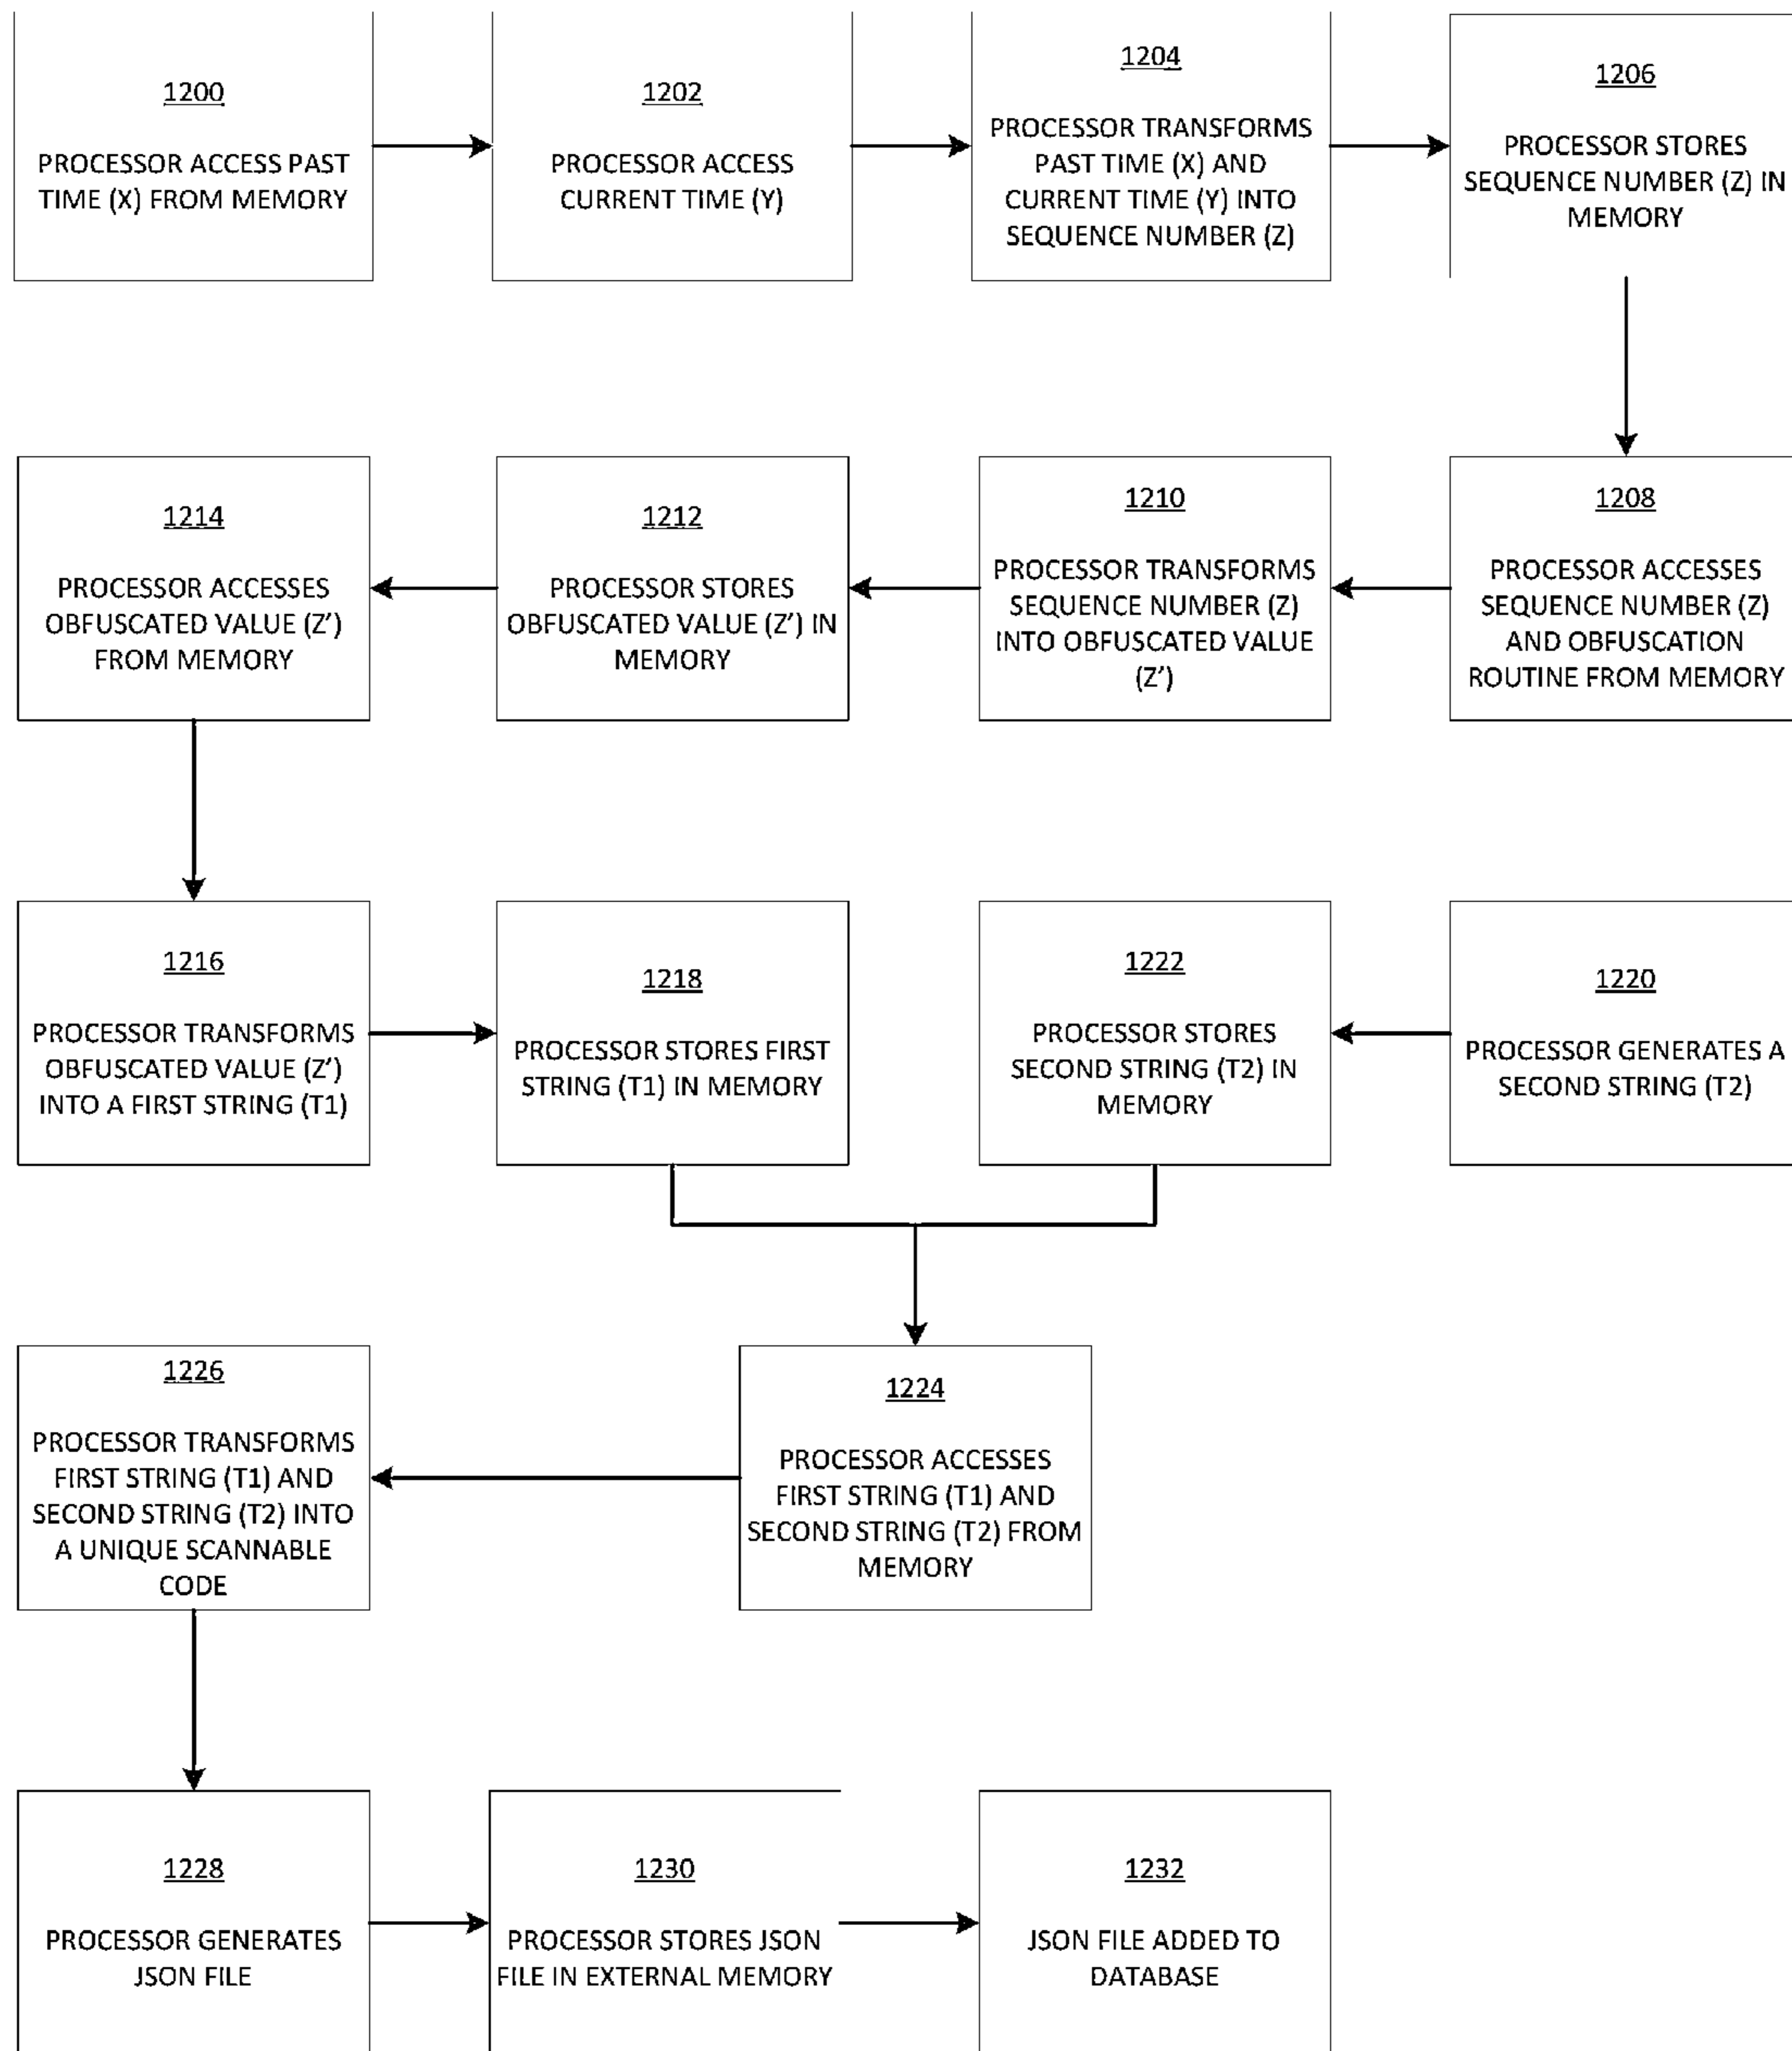 1200
PROCESSOR ACCESS PAST
TIME (X) FROM MEMORY
1202
PROCESSOR ACCESS
CURRENT TIME (Y)
1204
PROCESSOR TRANSFORMS
PAST TIME (X) AND
CURRENT TIME (Y) INTO
SEQUENCE NUMBER (Z)
1206
PROCESSOR STORES
SEQUENCE NUMBER (Z) IN
MEMORY
1208
PROCESSOR ACCESSES
SEQUENCE NUMBER (Z)
AND OBFUSCATION
ROUTINE FROM MEMORY
1210
PROCESSOR TRANSFORMS
SEQUENCE NUMBER (Z)
INTO OBFUSCATED VALUE
(Z')
1212
PROCESSOR STORES
OBFUSCATED VALUE (Z') IN
MEMORY
1214
PROCESSOR ACCESSES
OBFUSCATED VALUE (Z')
FROM MEMORY
1216
PROCESSOR TRANSFORMS
OBFUSCATED VALUE (Z')
INTO A FIRST STRING (T1)
1218
PROCESSOR STORES FIRST
STRING (T1) IN MEMORY
1220
PROCESSOR GENERATES A
SECOND STRING (T2)
1222
PROCESSOR STORES
SECOND STRING (T2) IN
MEMORY
1224
PROCESSOR ACCESSES
FIRST STRING (T1) AND
SECOND STRING (T2) FROM
MEMORY
1226
PROCESSOR TRANSFORMS
FIRST STRING (T1) AND
SECOND STRING (T2) INTO
A UNIQUE SCANNABLE
CODE
1228
PROCESSOR GENERATES
JSON FILE
1230
PROCESSOR STORES JSON
FILE IN EXTERNAL MEMORY
1232
JSON FILE ADDED TO
DATABASE